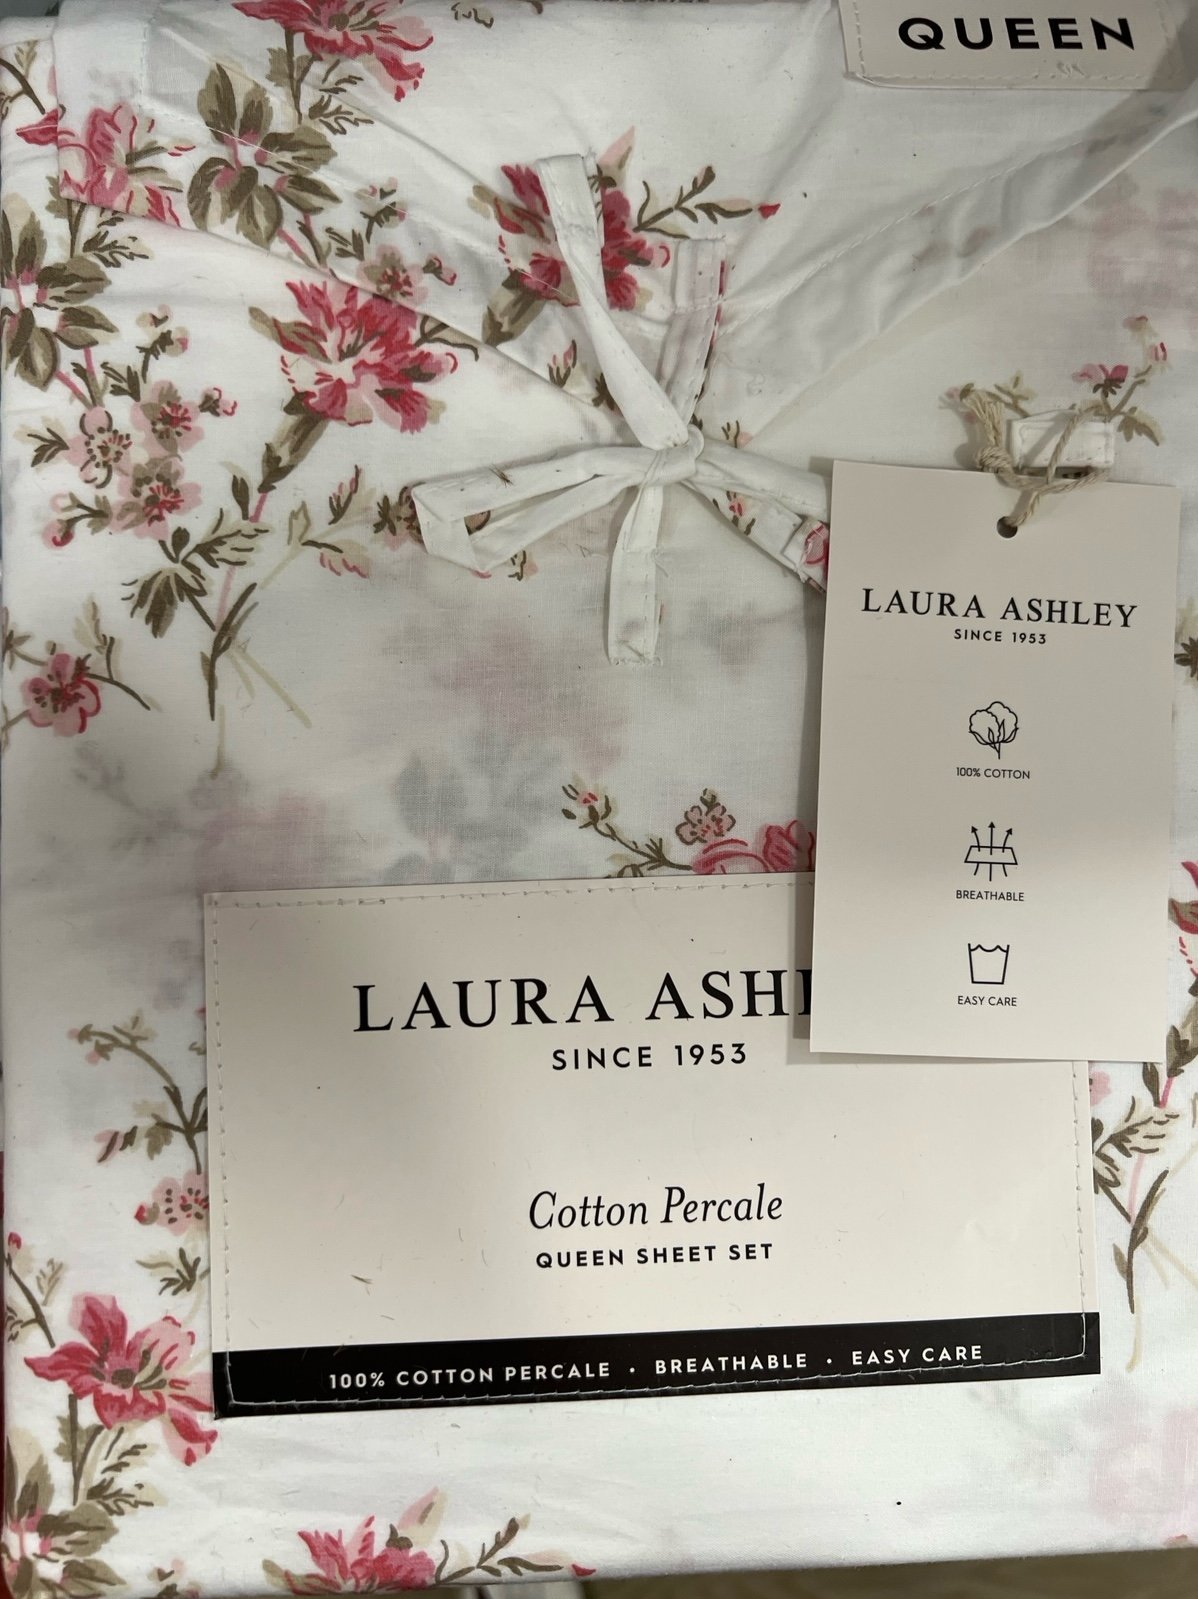 QUEEN
LAURA ASHLEY
SINCE 1953
100% COTTON
BREATHABLE
EASY CARE
LAURA
SINCE 1953
Cotton Percale
QUEEN SHEET SET
100% COTTON PERCALE • BREATHABLE • EASY CARE